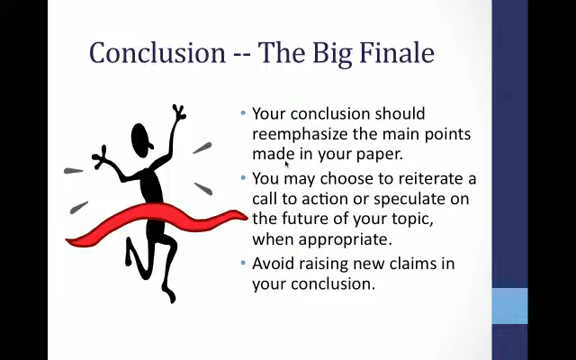 Conclusion -- The Big Finale
• Your conclusion should
reemphasize the main points
made in your paper.
• You may choose to reiterate a
call to action or speculate on
the future of your topic,
when appropriate.
• Avoid raising new claims in
your conclusion.